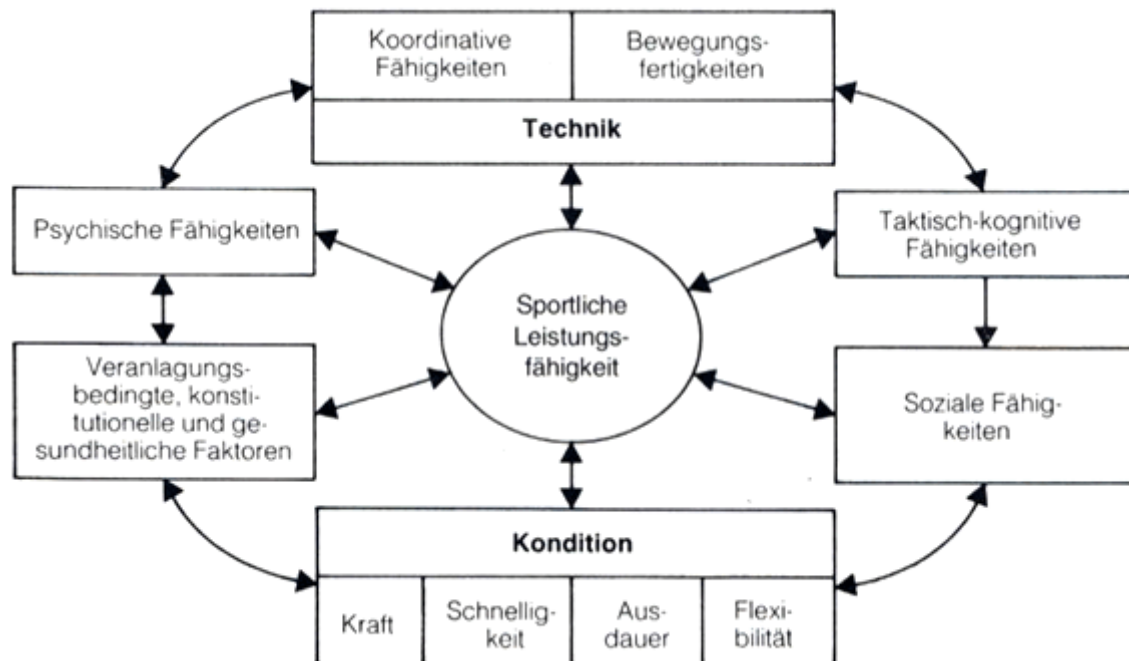 Koordinative
Fähigkeiten
Bewegungs-
fertigkeiten
Technik
Psychische Fähigkeiten
Taktisch-kognitive
Fähigkeiten
Sportliche
Leistungs-
fähigkeit
Veranlagungs-
bedingte, konsti-
tutionelle und ge-
sundheitliche Faktoren
Soziale Fähig-
keiten
Kondition
Kraft
Schnellig-
keit
Aus-
dauer
Flexi-
bilität